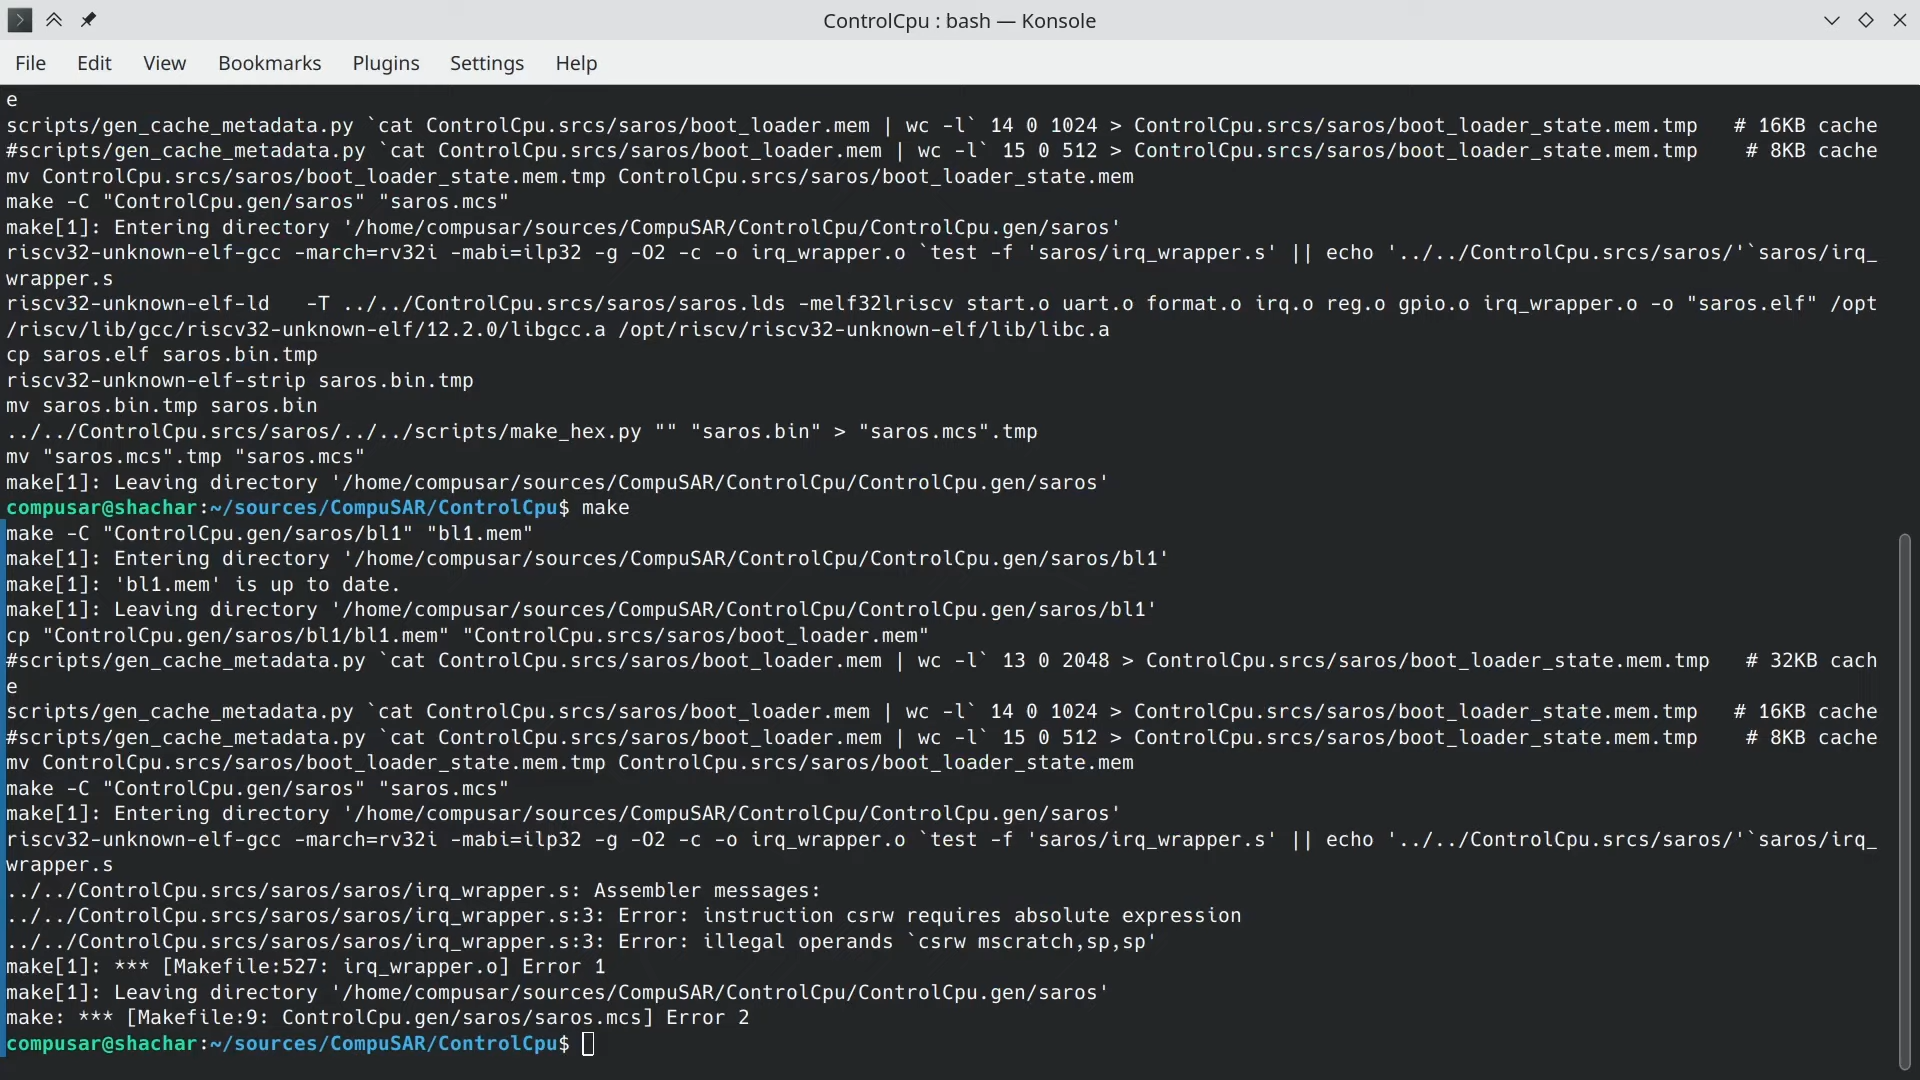 ControlCpu : bash — Konsole
File Edit View Bookmarks Plugins Settings Help
e
scripts/gen_cache_metadata.py `cat ControlCpu.srcs/saros/boot_loader.mem | wc -l` 14 0 1024 > ControlCpu.srcs/saros/boot_loader_state.mem.tmp   # 16KB cache
#scripts/gen_cache_metadata.py `cat ControlCpu.srcs/saros/boot_loader.mem | wc -l` 15 0 512 > ControlCpu.srcs/saros/boot_loader_state.mem.tmp    # 8KB cache
mv ControlCpu.srcs/saros/boot_loader_state.mem.tmp ControlCpu.srcs/saros/boot_loader_state.mem
make -C "ControlCpu.gen/saros" "saros.mcs"
make[1]: Entering directory '/home/compusar/sources/CompuSAR/ControlCpu/ControlCpu.gen/saros'
riscv32-unknown-elf-gcc -march=rv32i -mabi=ilp32 -g -O2 -c -o irq_wrapper.o `test -f 'saros/irq_wrapper.s' || echo '../../ControlCpu.srcs/saros/'`saros/irq_
wrapper.s
riscv32-unknown-elf-ld   -T ../../ControlCpu.srcs/saros/saros.lds -melf32lriscv start.o uart.o format.o irq.o reg.o gpio.o irq_wrapper.o -o "saros.elf" /opt
/riscv/lib/gcc/riscv32-unknown-elf/12.2.0/libgcc.a /opt/riscv/riscv32-unknown-elf/lib/libc.a
cp saros.elf saros.bin.tmp
riscv32-unknown-elf-strip saros.bin.tmp
mv saros.bin.tmp saros.bin
../../ControlCpu.srcs/saros/../../scripts/make_hex.py "" "saros.bin" > "saros.mcs".tmp
mv "saros.mcs".tmp "saros.mcs"
make[1]: Leaving directory '/home/compusar/sources/CompuSAR/ControlCpu/ControlCpu.gen/saros'
compusar@shachar:~/sources/CompuSAR/ControlCpu$ make
make -C "ControlCpu.gen/saros/bl1" "bl1.mem"
make[1]: Entering directory '/home/compusar/sources/CompuSAR/ControlCpu/ControlCpu.gen/saros/bl1'
make[1]: 'bl1.mem' is up to date.
make[1]: Leaving directory '/home/compusar/sources/CompuSAR/ControlCpu/ControlCpu.gen/saros/bl1'
cp "ControlCpu.gen/saros/bl1/bl1.mem" "ControlCpu.srcs/saros/boot_loader.mem"
#scripts/gen_cache_metadata.py `cat ControlCpu.srcs/saros/boot_loader.mem | wc -l` 13 0 2048 > ControlCpu.srcs/saros/boot_loader_state.mem.tmp   # 32KB cach
e
scripts/gen_cache_metadata.py `cat ControlCpu.srcs/saros/boot_loader.mem | wc -l` 14 0 1024 > ControlCpu.srcs/saros/boot_loader_state.mem.tmp   # 16KB cache
#scripts/gen_cache_metadata.py `cat ControlCpu.srcs/saros/boot_loader.mem | wc -l` 15 0 512 > ControlCpu.srcs/saros/boot_loader_state.mem.tmp    # 8KB cache
mv ControlCpu.srcs/saros/boot_loader_state.mem.tmp ControlCpu.srcs/saros/boot_loader_state.mem
make -C "ControlCpu.gen/saros" "saros.mcs"
make[1]: Entering directory '/home/compusar/sources/CompuSAR/ControlCpu/ControlCpu.gen/saros'
riscv32-unknown-elf-gcc -march=rv32i -mabi=ilp32 -g -O2 -c -o irq_wrapper.o `test -f 'saros/irq_wrapper.s' || echo '../../ControlCpu.srcs/saros/'`saros/irq_
wrapper.s
../../ControlCpu.srcs/saros/saros/irq_wrapper.s: Assembler messages:
../../ControlCpu.srcs/saros/saros/irq_wrapper.s:3: Error: instruction csrw requires absolute expression
../../ControlCpu.srcs/saros/saros/irq_wrapper.s:3: Error: illegal operands `csrw mscratch,sp,sp'
make[1]: *** [Makefile:527: irq_wrapper.o] Error 1
make[1]: Leaving directory '/home/compusar/sources/CompuSAR/ControlCpu/ControlCpu.gen/saros'
make: *** [Makefile:9: ControlCpu.gen/saros/saros.mcs] Error 2
compusar@shachar:~/sources/CompuSAR/ControlCpu$